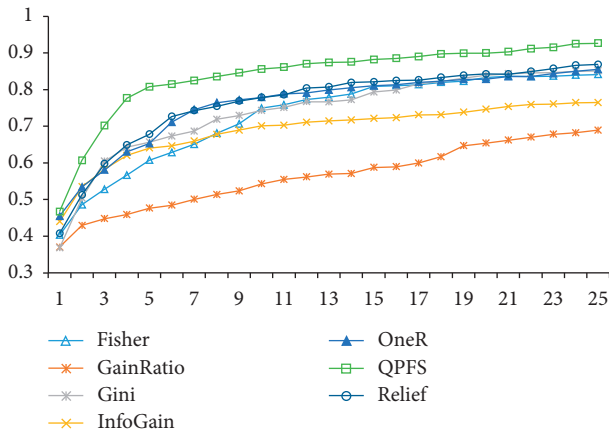 1
0.9
0.8
0.7
0.6
0.5
0.4
0.3
1 3 5 7 9 11 13 15 17 19 21 23 25
Fisher OneR
GainRatio QPFS
Gini Relief
InfoGain